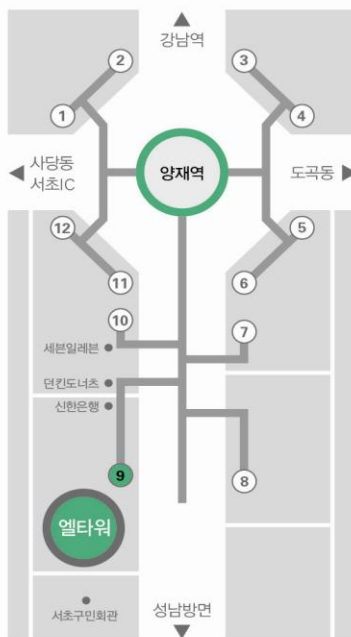 강남역
2
3
1
4
사당동
서초IC
양재역
도곡동
12
5
11
6
10
7
세븐일레븐
던킨도너츠
신한은행
9
8
엘타워
서초구민회관
성남방면